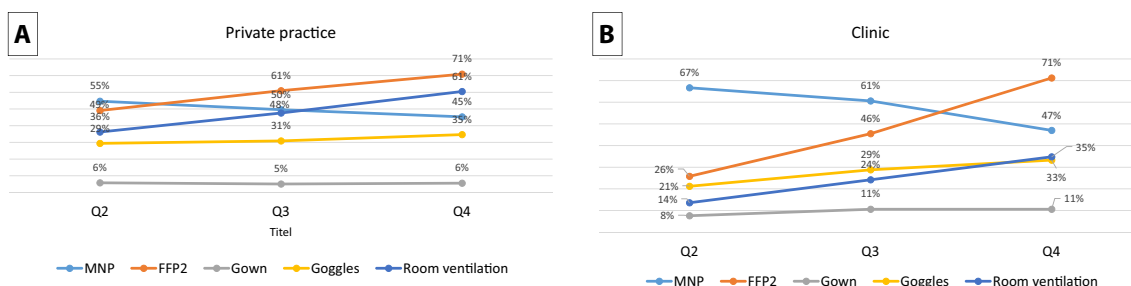 A
Private practice
71%
55%
61%
61%
49%
50%
48%
45%
36%
35%
29%
31%
6%
5%
6%
Q2
Q3
Q4
Titel
MNP
FFP2
Gown
Goggles
Room ventilation
B
Clinic
71%
67%
61%
46%
47%
26%
29%
35%
21%
24%
33%
14%
11%
11%
8%
Q2
Q3
Q4
MNP
FFP2
Gown
Goggles
Room ventilation